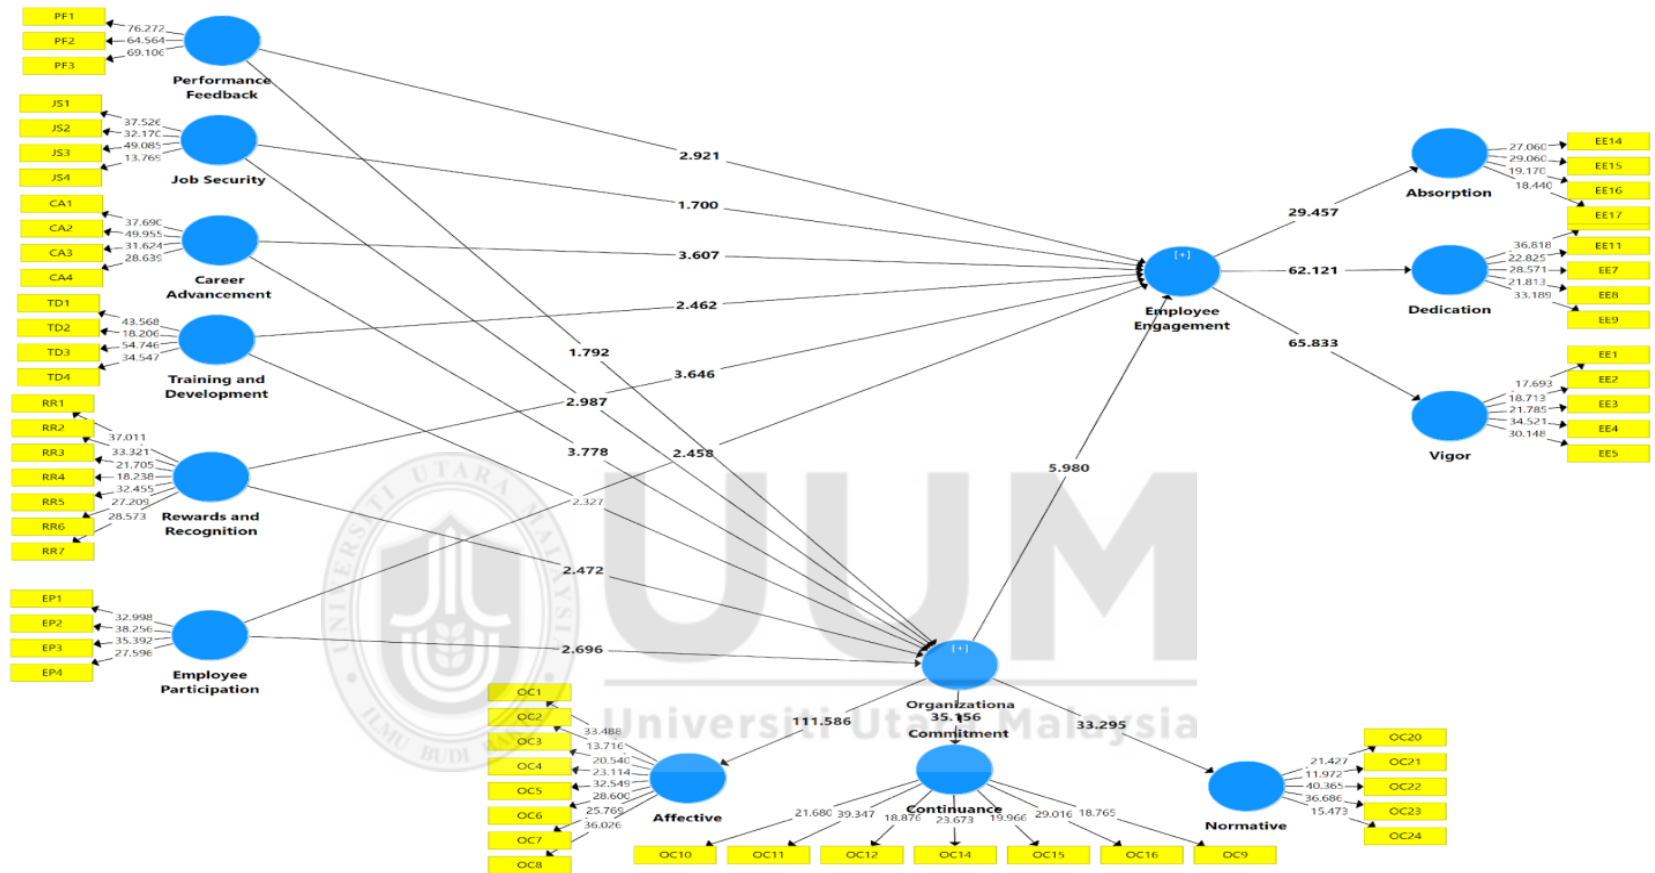 PF1
PF2
PF3
76.272
64.564
69.106
Performance
Feedback
JS1
JS2
JS3
JS4
37.526
32.170
49.085
13.769
Job Security
CA1
CA2
CA3
CA4
37.690
49.955
31.624
28.639
Career
Advancement
TD1
TD2
TD3
TD4
43.568
18.206
54.746
34.547
Training and
Development
RR1
RR2
RR3
RR4
RR5
RR6
RR7
37.011
33.321
21.705
18.238
32.455
27.209
28.573
Rewards and
Recognition
EP1
EP2
EP3
EP4
32.998
38.256
35.392
27.596
Employee
Participation
2.921
1.700
3.607
2.462
1.792
3.646
2.987
3.778
2.458
2.327
2.472
2.696
5.980
[+]
Employee
Engagement
29.457
62.121
65.833
Absorption
27.060
29.060
19.170
18.440
EE14
EE15
EE16
EE17
Dedication
36.818
22.825
28.571
21.813
33.189
EE11
EE7
EE8
EE9
Vigor
17.693
18.713
21.785
34.521
30.148
EE1
EE2
EE3
EE4
EE5
[+]
Organizationa
35.156
Commitment
111.586
33.295
OC1
OC2
OC3
OC4
OC5
OC6
OC7
OC8
33.488
13.716
20.540
23.114
32.549
28.600
25.769
36.026
Affective
Continuance
21.680
39.347
18.876
23.673
19.966
29.016
18.765
OC10
OC11
OC12
OC14
OC15
OC16
OC9
Normative
21.427
11.972
40.365
36.686
15.473
OC20
OC21
OC22
OC23
OC24
UUM
Universiti Utara Malaysia
UNIVERSITI UTARA MALAYSIA
ILMU BUDI